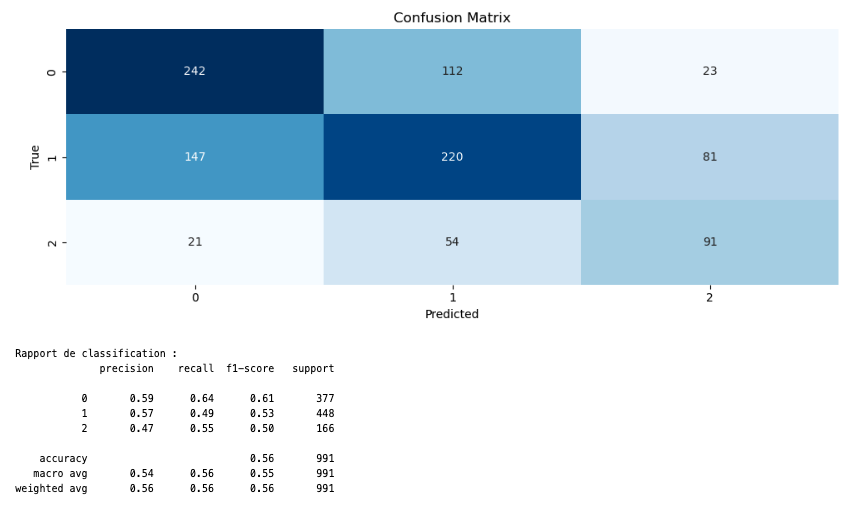 Confusion Matrix
0 242 112 23
True 1 147 220 81
2 21 54 91
0 1 2
Predicted
Rapport de classification :
precision recall f1-score support
0 0.59 0.64 0.61 377
1 0.57 0.49 0.53 448
2 0.47 0.55 0.50 166
accuracy 0.56 991
macro avg 0.54 0.56 0.55 991
weighted avg 0.56 0.56 0.56 991